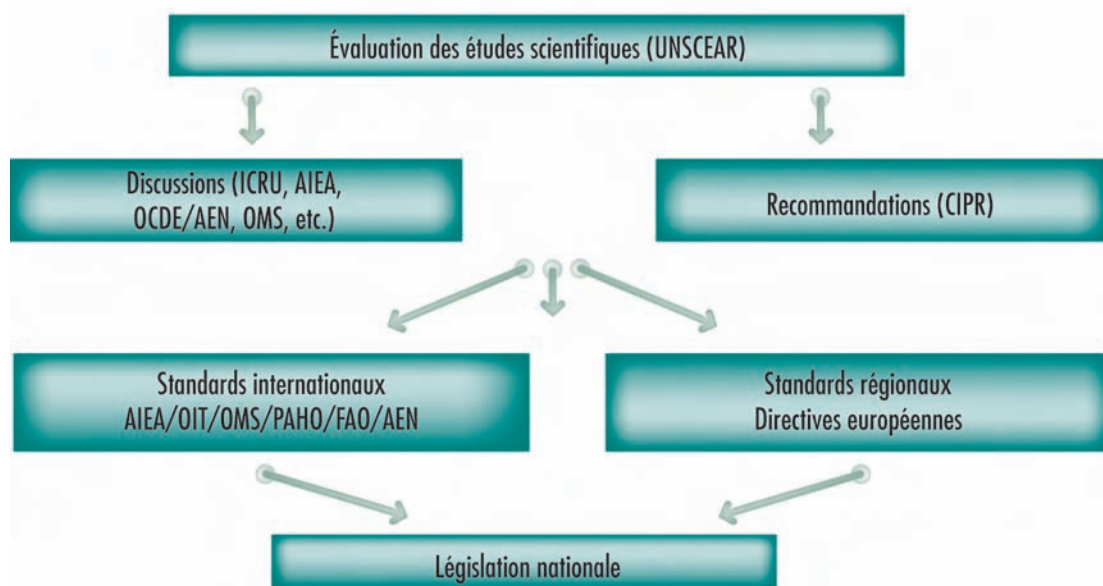 Évaluation des études scientifiques (UNSCEAR)
Discussions (ICRU, AIEA,
OCDE/AEN, OMS, etc.)
Recommandations (CIPR)
Standards internationaux
AIEA/OIT/OMS/PAHO/FAO/AEN
Standards régionaux
Directives européennes
Législation nationale